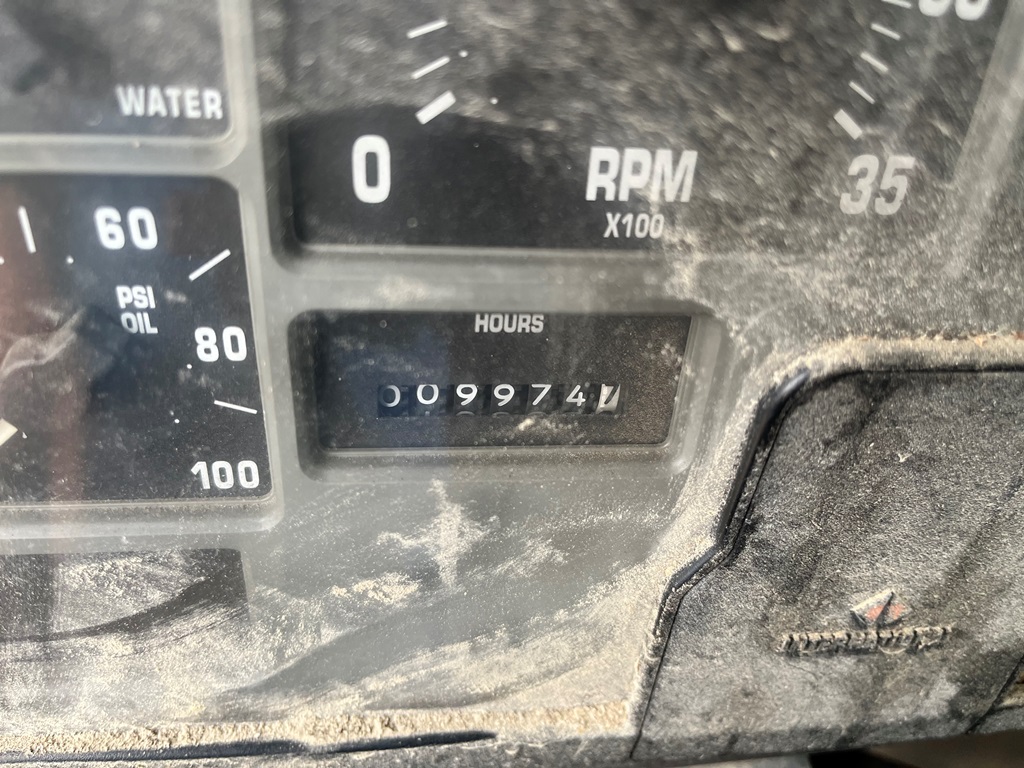 WATER
0
RPM
X100
35
60
PSI
OIL
80
100
HOURS
009974